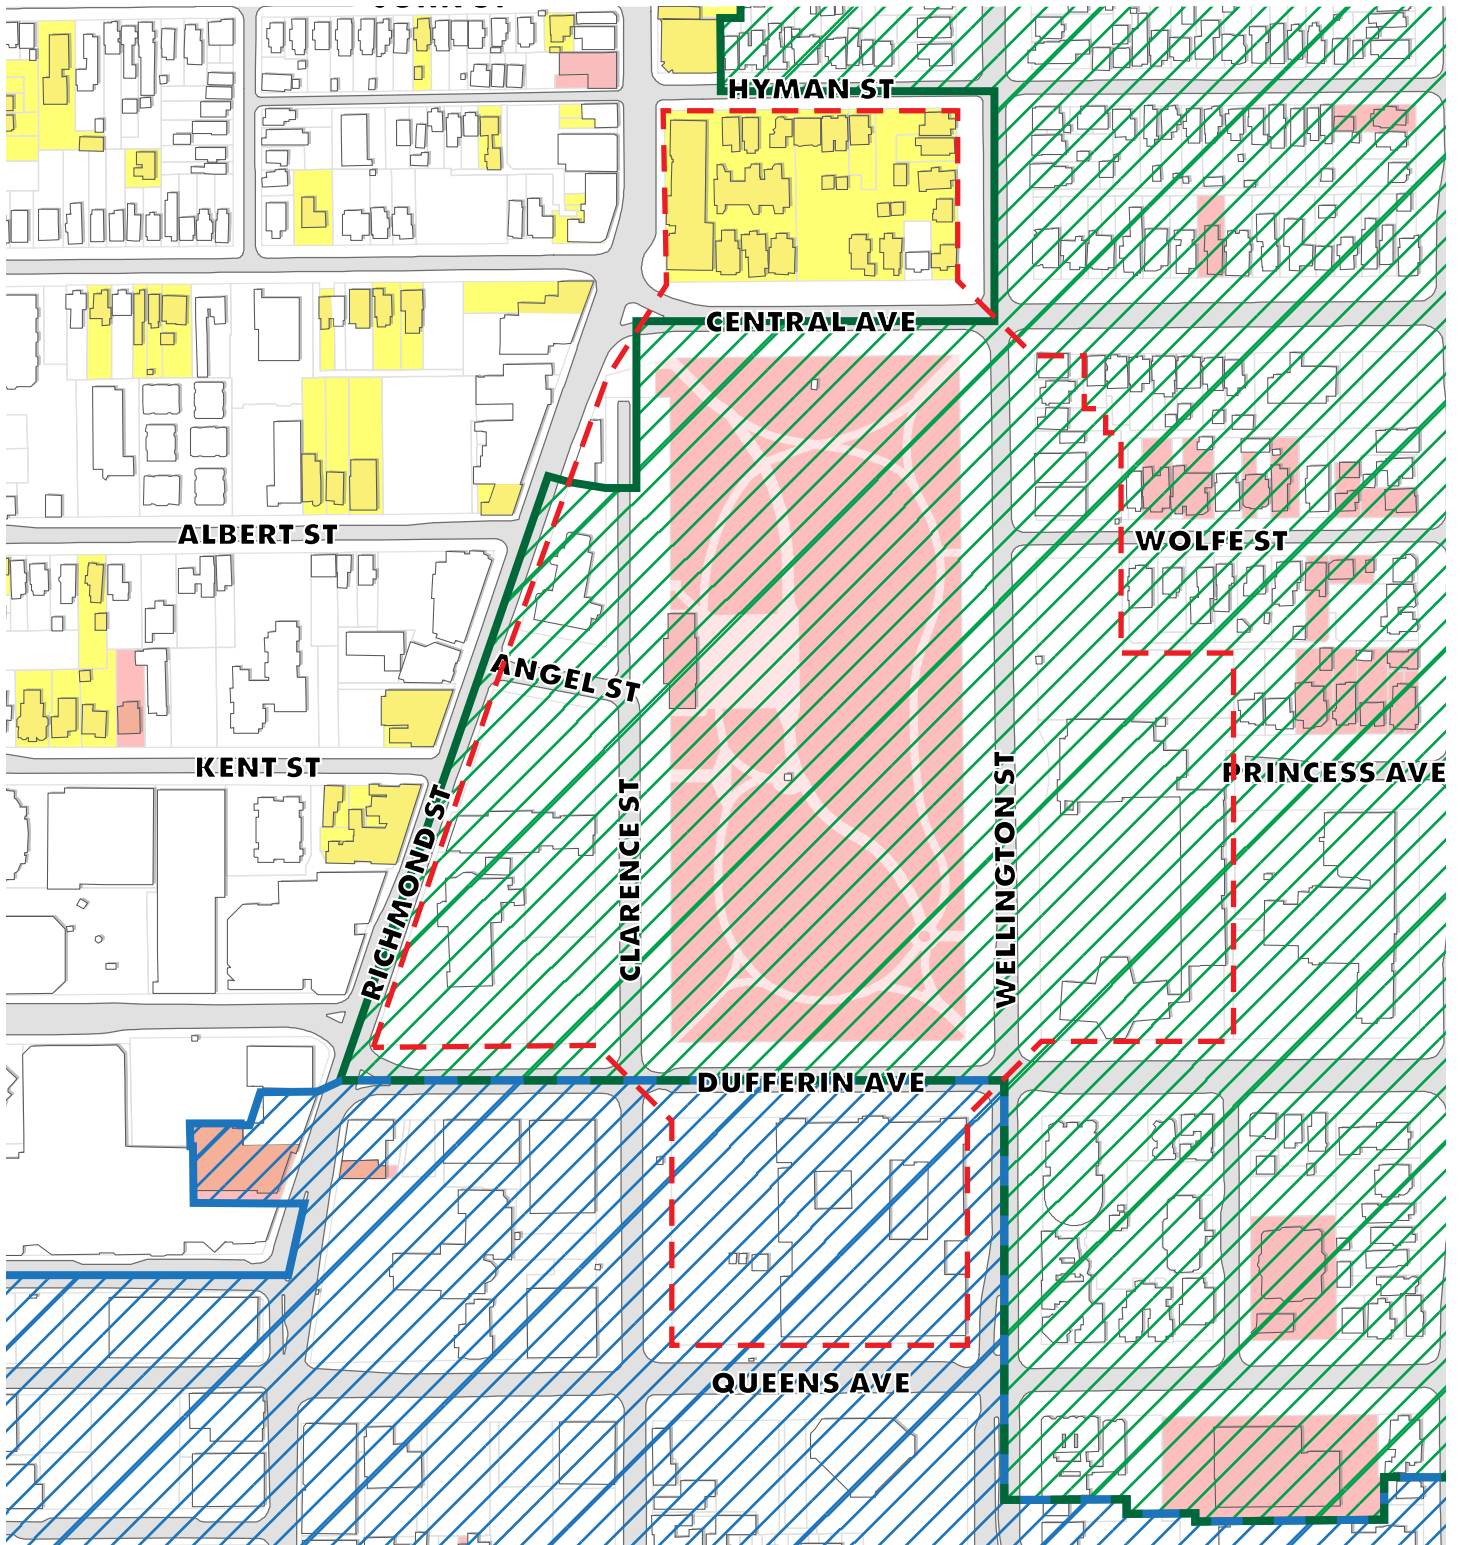 HYMAN ST
CENTRAL AVE
ALBERT ST
WOLFE ST
ANGEL ST
KENT ST
PRINCESS AVE
RICHMOND ST
CLARENCE ST
WELLINGTON ST
DUFFERIN AVE
QUEENS AVE